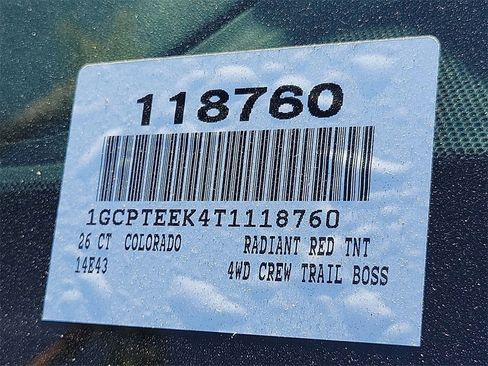 118760
1GCPTEEK4T1118760
26 CT COLORADO RADIANT RED TNT
14E43 4WD CREW TRAIL BOSS